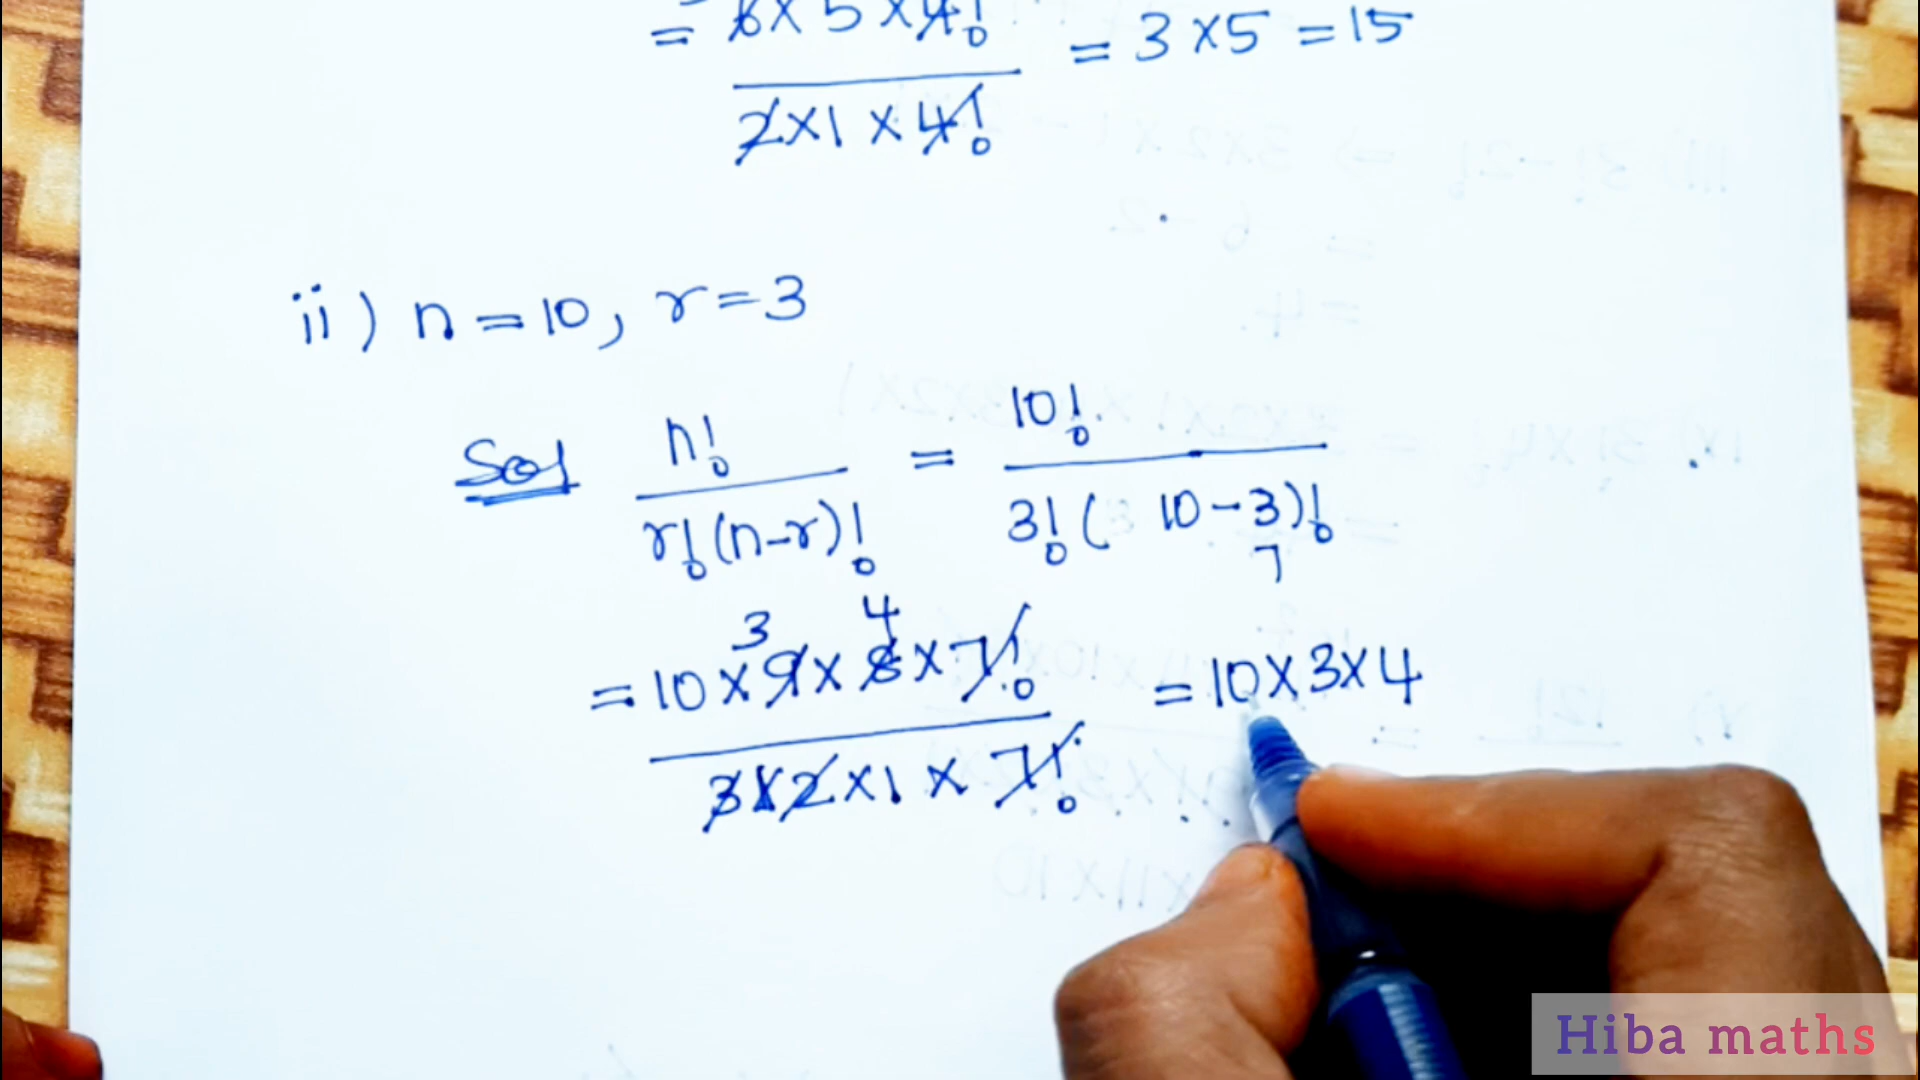 = 6 x 5 x 4! = 3 x 5 = 15
2 x 1 x 4!
ii) n = 10, r = 3
Sol n! = 10!
r!(n-r)! 3!( 10-3)!
7
3 4
= 10 x 9 x 8 x 7! = 10 x 3 x 4
3 x 2 x 1 x 7!
Hiba maths